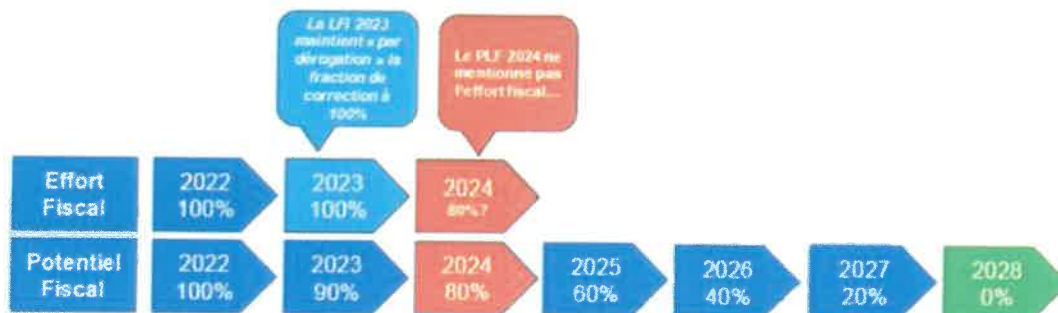 La LFI 2023
maintient « par
dérogation » la
fraction de
correction à
100%
Le PLF 2024 ne
mentionne pas
l'effort fiscal....
Effort
Fiscal
2022
100%
2023
100%
2024
80%?
Potentiel
Fiscal
2022
100%
2023
90%
2024
80%
2025
60%
2026
40%
2027
20%
2028
0%